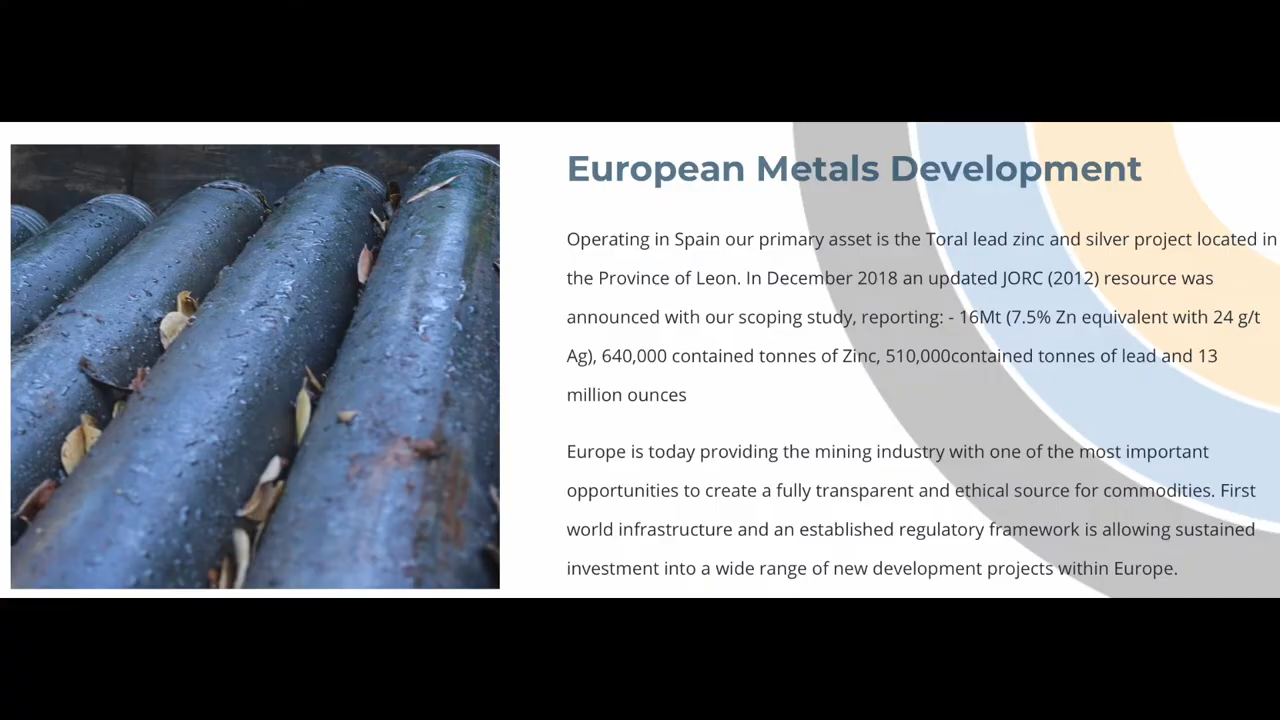 European Metals Development
Operating in Spain our primary asset is the Toral lead zinc and silver project located in
the Province of Leon. In December 2018 an updated JORC (2012) resource was
announced with our scoping study, reporting: - 16Mt (7.5% Zn equivalent with 24 g/t
Ag), 640,000 contained tonnes of Zinc, 510,000contained tonnes of lead and 13
million ounces
Europe is today providing the mining industry with one of the most important
opportunities to create a fully transparent and ethical source for commodities. First
world infrastructure and an established regulatory framework is allowing sustained
investment into a wide range of new development projects within Europe.